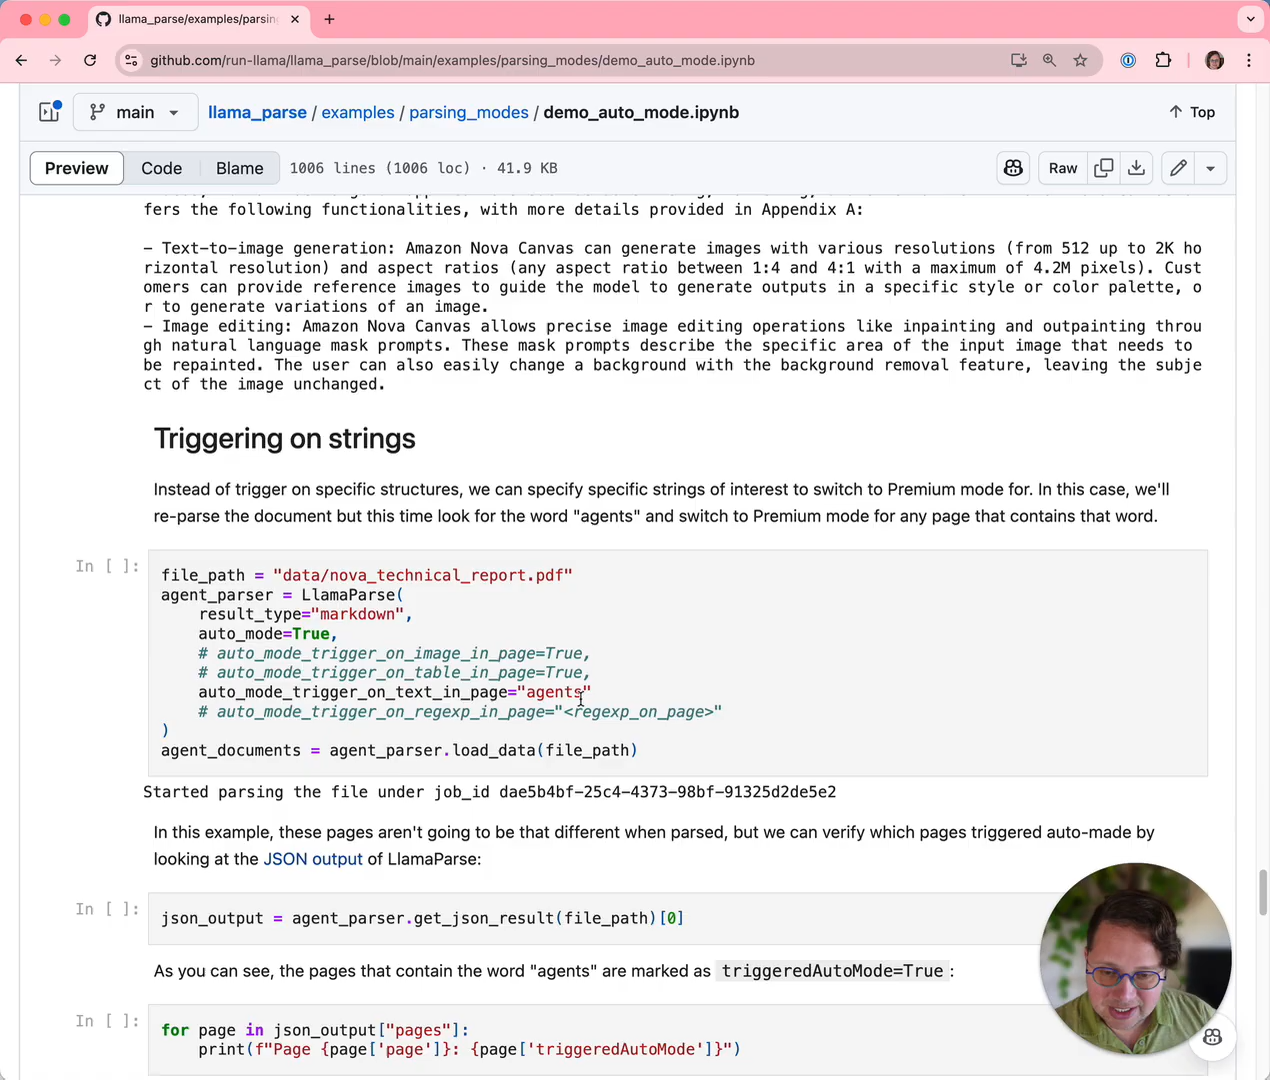 llama_parse/examples/parsin
github.com/run-llama/llama_parse/blob/main/examples/parsing_modes/demo_auto_mode.ipynb
main
llama_parse / examples / parsing_modes / demo_auto_mode.ipynb
Top
Preview Code Blame 1006 lines (1006 loc) · 41.9 KB Raw
fers the following functionalities, with more details provided in Appendix A:
– Text-to-image generation: Amazon Nova Canvas can generate images with various resolutions (from 512 up to 2K ho
rizontal resolution) and aspect ratios (any aspect ratio between 1:4 and 4:1 with a maximum of 4.2M pixels). Cust
omers can provide reference images to guide the model to generate outputs in a specific style or color palette, o
r to generate variations of an image.
– Image editing: Amazon Nova Canvas allows precise image editing operations like inpainting and outpainting throu
gh natural language mask prompts. These mask prompts describe the specific area of the input image that needs to
be repainted. The user can also easily change a background with the background removal feature, leaving the subje
ct of the image unchanged.
Triggering on strings
Instead of trigger on specific structures, we can specify specific strings of interest to switch to Premium mode for. In this case, we'll
re-parse the document but this time look for the word "agents" and switch to Premium mode for any page that contains that word.
In [ ]:
file_path = "data/nova_technical_report.pdf"
agent_parser = LlamaParse(
result_type="markdown",
auto_mode=True,
# auto_mode_trigger_on_image_in_page=True,
# auto_mode_trigger_on_table_in_page=True,
auto_mode_trigger_on_text_in_page="agents"
# auto_mode_trigger_on_regexp_in_page="<regexp_on_page>"
)
agent_documents = agent_parser.load_data(file_path)
Started parsing the file under job_id dae5b4bf-25c4-4373-98bf-91325d2de5e2
In this example, these pages aren't going to be that different when parsed, but we can verify which pages triggered auto-made by
looking at the JSON output of LlamaParse:
In [ ]:
json_output = agent_parser.get_json_result(file_path)[0]
As you can see, the pages that contain the word "agents" are marked as triggeredAutoMode=True :
In [ ]:
for page in json_output["pages"]:
print(f"Page {page['page']}: {page['triggeredAutoMode']}")